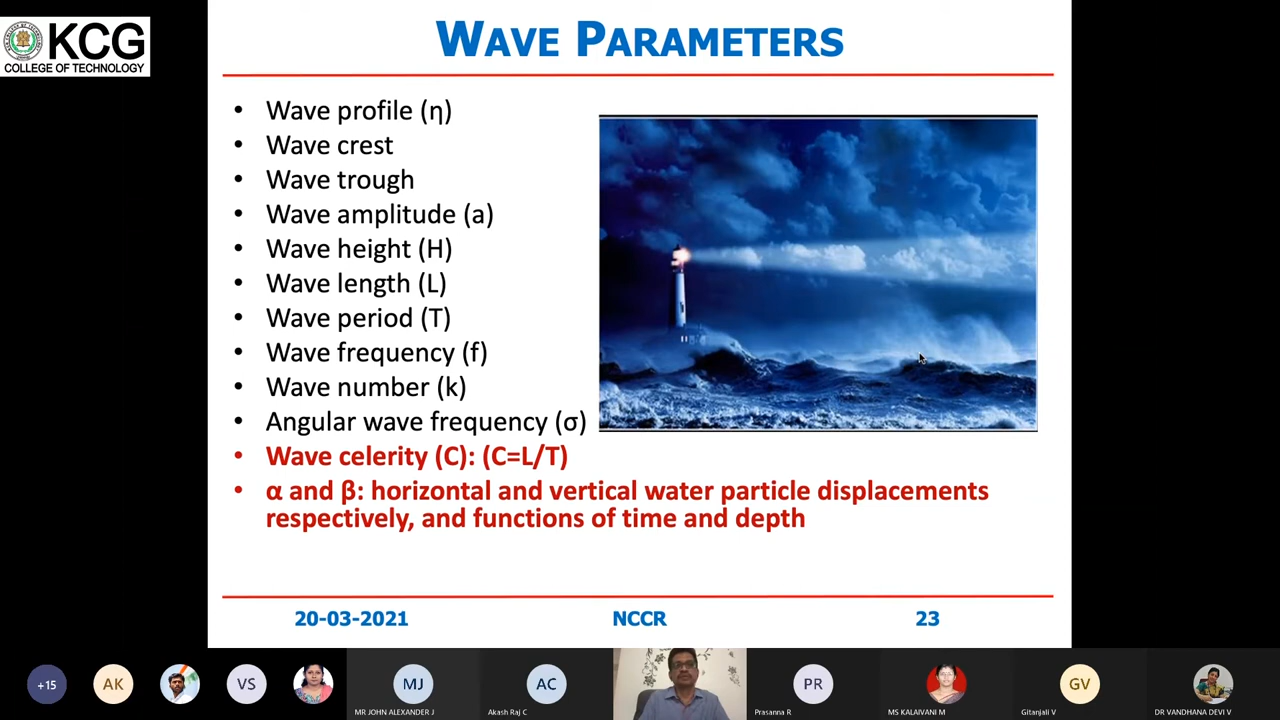 KCG
COLLEGE OF TECHNOLOGY
WAVE PARAMETERS
• Wave profile (η)
• Wave crest
• Wave trough
• Wave amplitude (a)
• Wave height (H)
• Wave length (L)
• Wave period (T)
• Wave frequency (f)
• Wave number (k)
• Angular wave frequency (σ)
• Wave celerity (C): (C=L/T)
• α and β: horizontal and vertical water particle displacements
respectively, and functions of time and depth
20-03-2021 NCCR 23
+15 AK VS MJ AC PR GV
MR JOHN ALEXANDER J Akash Raj C Prasanna R MS KALAIVANI M Gitanjali V DR VANDHANA DEVI V